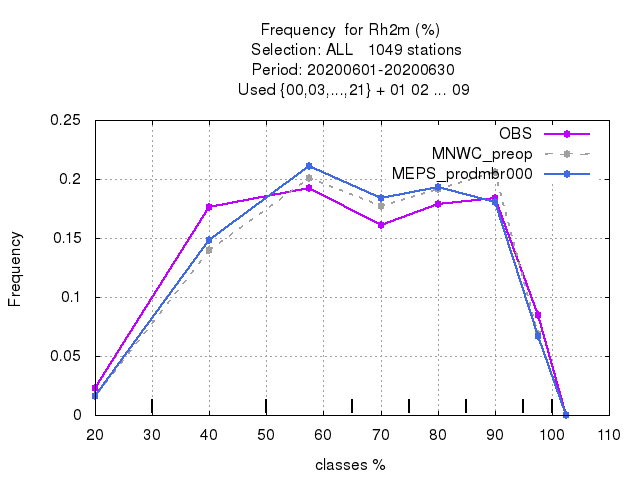 Frequency for Rh2m (%)
Selection: ALL 1049 stations
Period: 20200601-20200630
Used {00,03,...,21} + 01 02 ... 09
OBS
MNWC_preop
MEPS_prodmbr000
Frequency
0.25
0.2
0.15
0.1
0.05
0
20 30 40 50 60 70 80 90 100 110
classes %